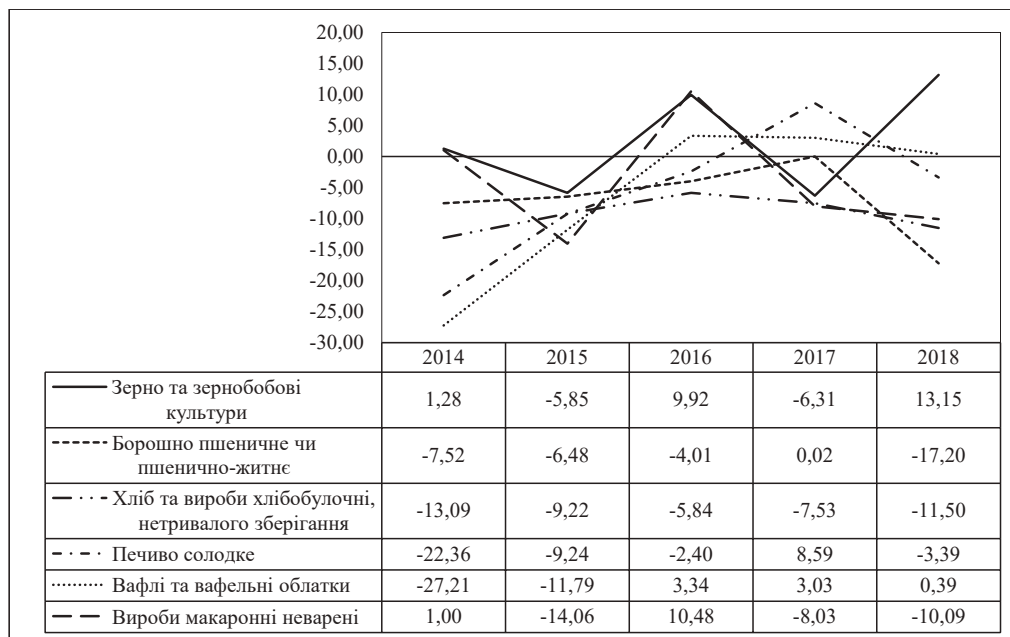 20,00
15,00
10,00
5,00
0,00
-5,00
-10,00
-15,00
-20,00
-25,00
-30,00
2014 2015 2016 2017 2018
Зерно та зернобобові
культури
1,28 -5,85 9,92 -6,31 13,15
Борошно пшеничне чи
пшенично-житнє
-7,52 -6,48 -4,01 0,02 -17,20
Хліб та вироби хлібобулочні,
нетривалого зберігання
-13,09 -9,22 -5,84 -7,53 -11,50
Печиво солодке -22,36 -9,24 -2,40 8,59 -3,39
Вафлі та вафельні облатки -27,21 -11,79 3,34 3,03 0,39
Вироби макаронні неварені 1,00 -14,06 10,48 -8,03 -10,09